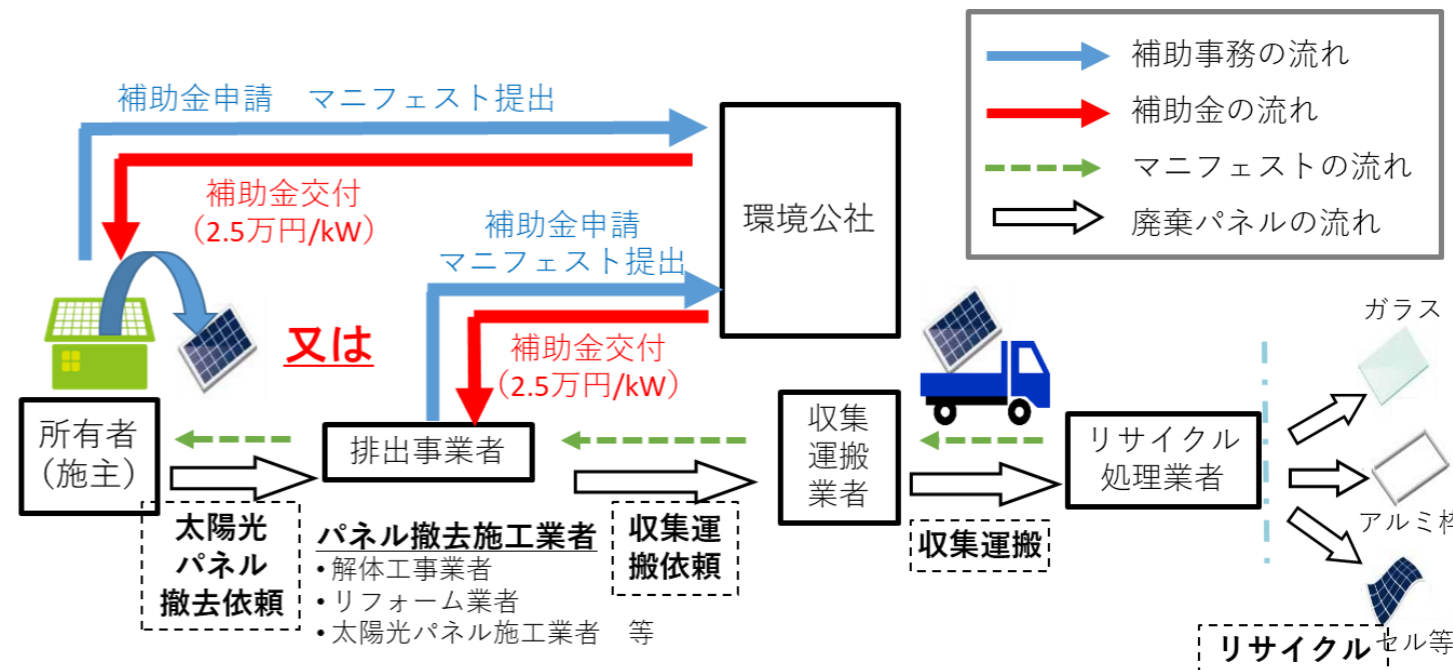 補助事務の流れ
補助金の流れ
マニフェストの流れ
廃棄パネルの流れ
補助金申請　マニフェスト提出
補助金交付
（2.5万円/kW）
補助金申請
マニフェスト提出
環境公社
又は
補助金交付
（2.5万円/kW）
所有者
（施主）
排出事業者
収集
運搬
業者
リサイクル
処理業者
ガラス
アルミ枠
セル等
太陽光
パネル
撤去依頼
パネル撤去施工業者
・解体工事業者
・リフォーム業者
・太陽光パネル施工業者　等
収集運
搬依頼
収集運搬
リサイクル